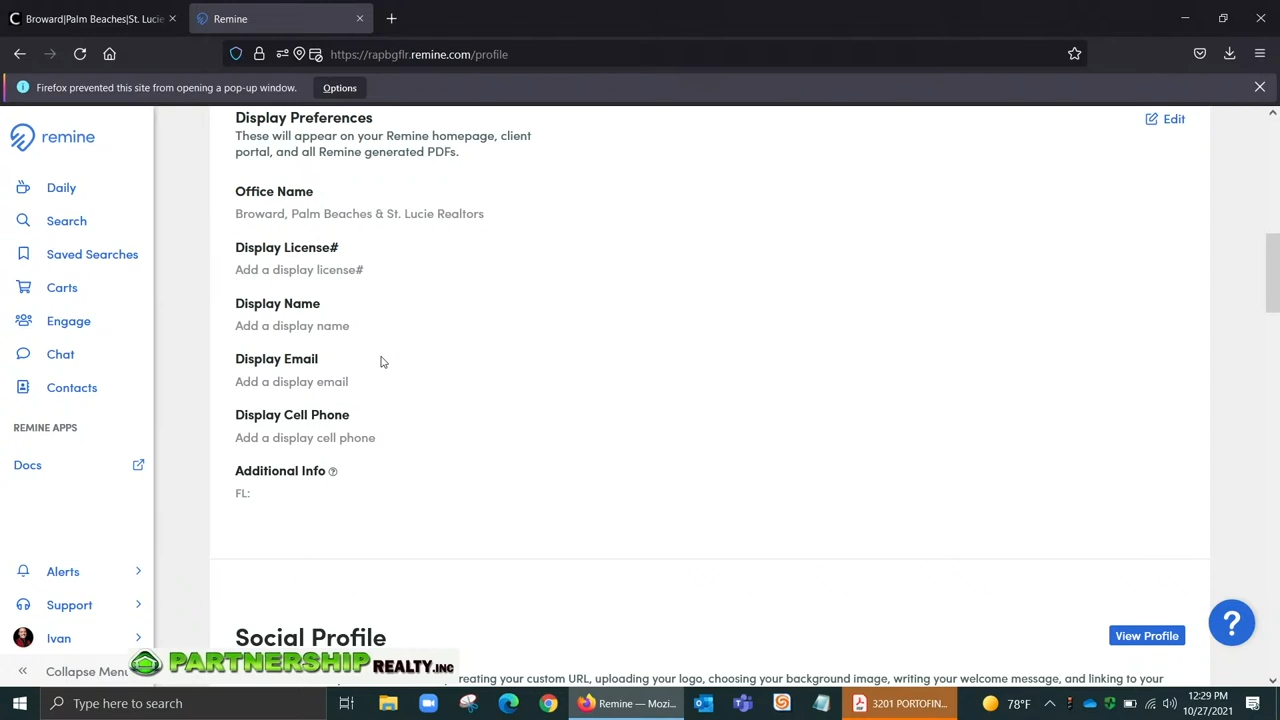 Broward|Palm Beaches|St. Lucie
Remine
https://rapbgflr.remine.com/profile
Firefox prevented this site from opening a pop-up window.
Options
remine
Daily
Search
Saved Searches
Carts
Engage
Chat
Contacts
REMINE APPS
Docs
Alerts
Support
Ivan
Collapse Menu
Display Preferences
Edit
These will appear on your Remine homepage, client
portal, and all Remine generated PDFs.
Office Name
Broward, Palm Beaches & St. Lucie Realtors
Display License#
Add a display license#
Display Name
Add a display name
Display Email
Add a display email
Display Cell Phone
Add a display cell phone
Additional Info
FL:
Social Profile
View Profile
creating your custom URL, uploading your logo, choosing your background image, writing your welcome message, and linking to your
?
PARTNERSHIP REALTY.INC
Type here to search
Remine — Mozi...
3201 PORTOFIN...
78°F
12:29 PM
10/27/2021